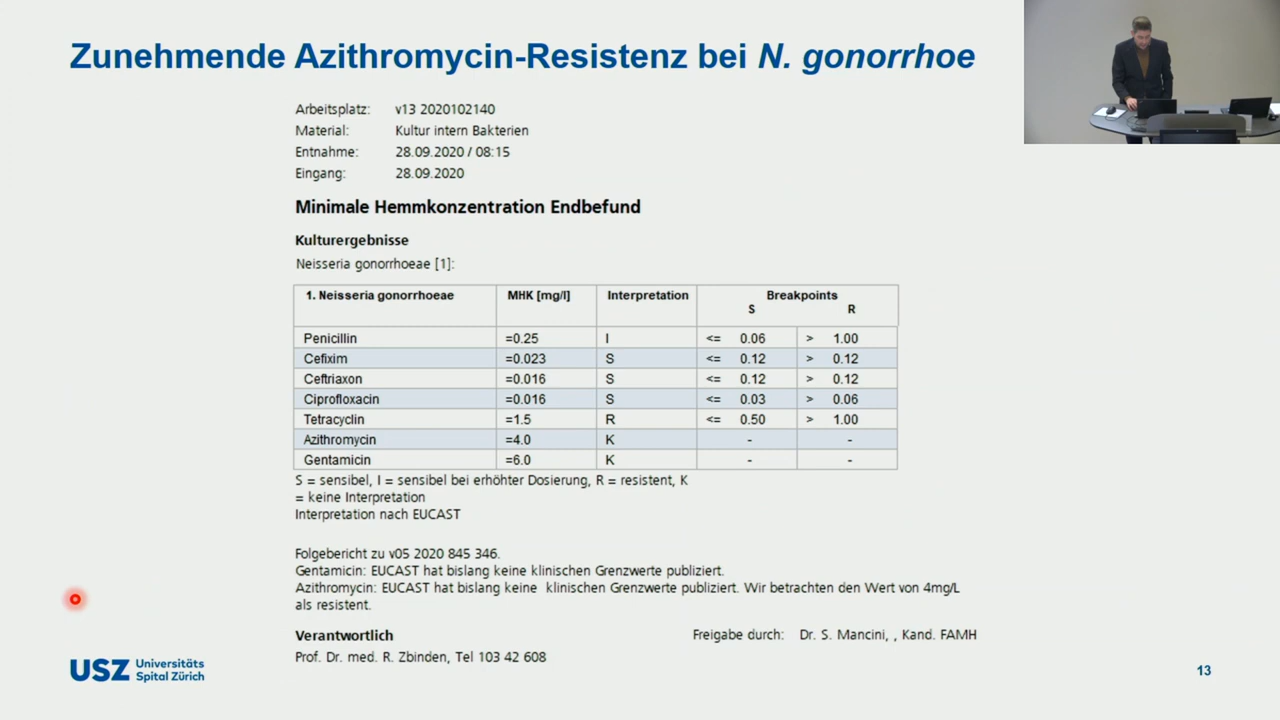 Zunehmende Azithromycin-Resistenz bei N. gonorrhoe
Arbeitsplatz: v13 2020102140
Material: Kultur intern Bakterien
Entnahme: 28.09.2020 / 08:15
Eingang: 28.09.2020
Minimale Hemmkonzentration Endbefund
Kulturergebnisse
Neisseria gonorrhoeae [1]:
1. Neisseria gonorrhoeae MHK [mg/l] Interpretation Breakpoints
S R
Penicillin =0.25 I <= 0.06 > 1.00
Cefixim =0.023 S <= 0.12 > 0.12
Ceftriaxon =0.016 S <= 0.12 > 0.12
Ciprofloxacin =0.016 S <= 0.03 > 0.06
Tetracyclin =1.5 R <= 0.50 > 1.00
Azithromycin =4.0 K - -
Gentamicin =6.0 K - -
S = sensibel, I = sensibel bei erhöhter Dosierung, R = resistent, K
= keine Interpretation
Interpretation nach EUCAST
Folgebericht zu v05 2020 845 346.
Gentamicin: EUCAST hat bislang keine klinischen Grenzwerte publiziert.
Azithromycin: EUCAST hat bislang keine klinischen Grenzwerte publiziert. Wir betrachten den Wert von 4mg/L
als resistent.
Verantwortlich Freigabe durch: Dr. S. Mancini, , Kand. FAMH
Prof. Dr. med. R. Zbinden, Tel 103 42 608
USZ Universitäts
Spital Zürich
13